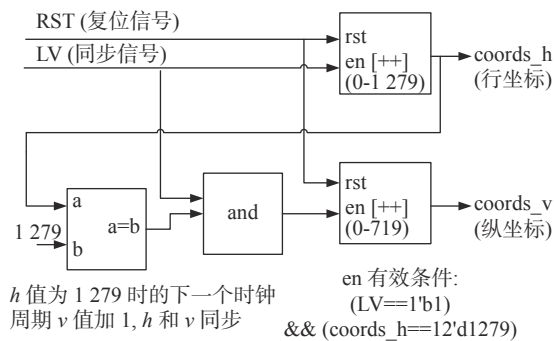 RST (复位信号)
LV (同步信号)
rst
en [++]
(0-1 279)
coords_h
(行坐标)
a
b
a=b
1 279
and
rst
en [++]
(0-719)
coords_v
(纵坐标)
h 值为 1 279 时的下一个时钟
周期 v 值加 1, h 和 v 同步
en 有效条件:
(LV==1'b1)
&& (coords_h==12'd1279)